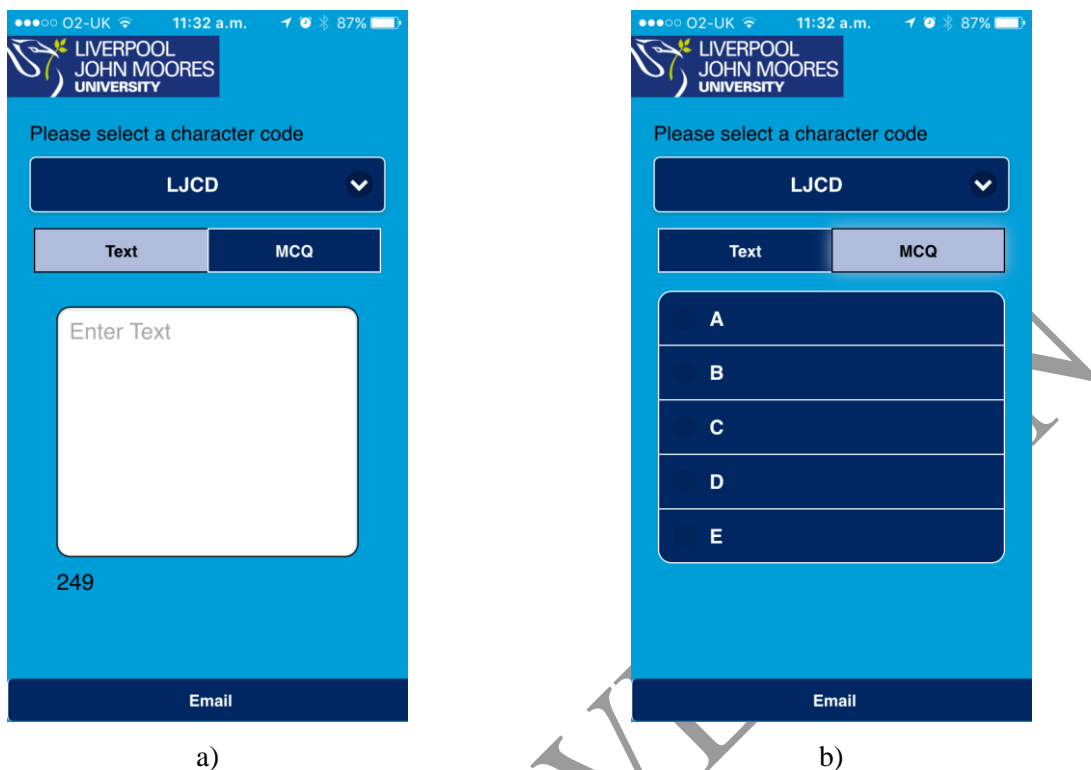 ●●●○○ O2-UK 11:32 a.m. 87%
LIVERPOOL
JOHN MOORES
UNIVERSITY
Please select a character code
LJCD
Text MCQ
Enter Text
249
Email
a)
●●●○○ O2-UK 11:32 a.m. 87%
LIVERPOOL
JOHN MOORES
UNIVERSITY
Please select a character code
LJCD
Text MCQ
A
B
C
D
E
Email
b)